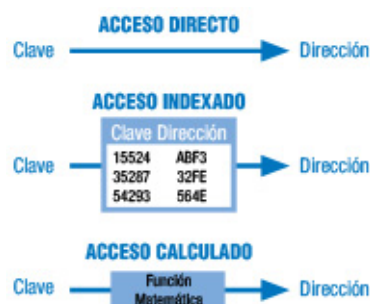 ACCESO DIRECTO
Clave Dirección
ACCESO INDEXADO
Clave Dirección
15524 ABF3
Clave 35287 32FE Dirección
54293 564E
ACCESO CALCULADO
Función
Clave Matemática Dirección